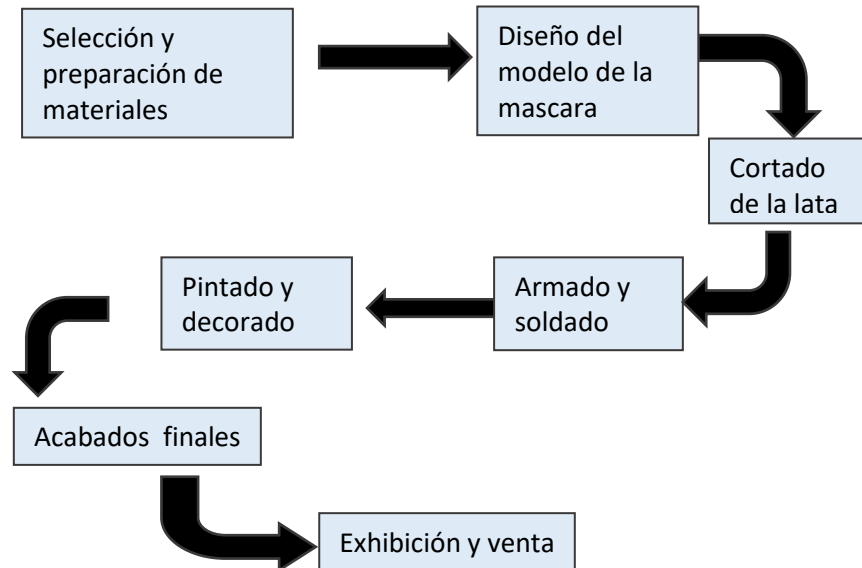 Selección y
preparación de
materiales
Diseño del
modelo de la
mascara
Cortado
de la lata
Armado y
soldado
Pintado y
decorado
Acabados  finales
Exhibición y venta